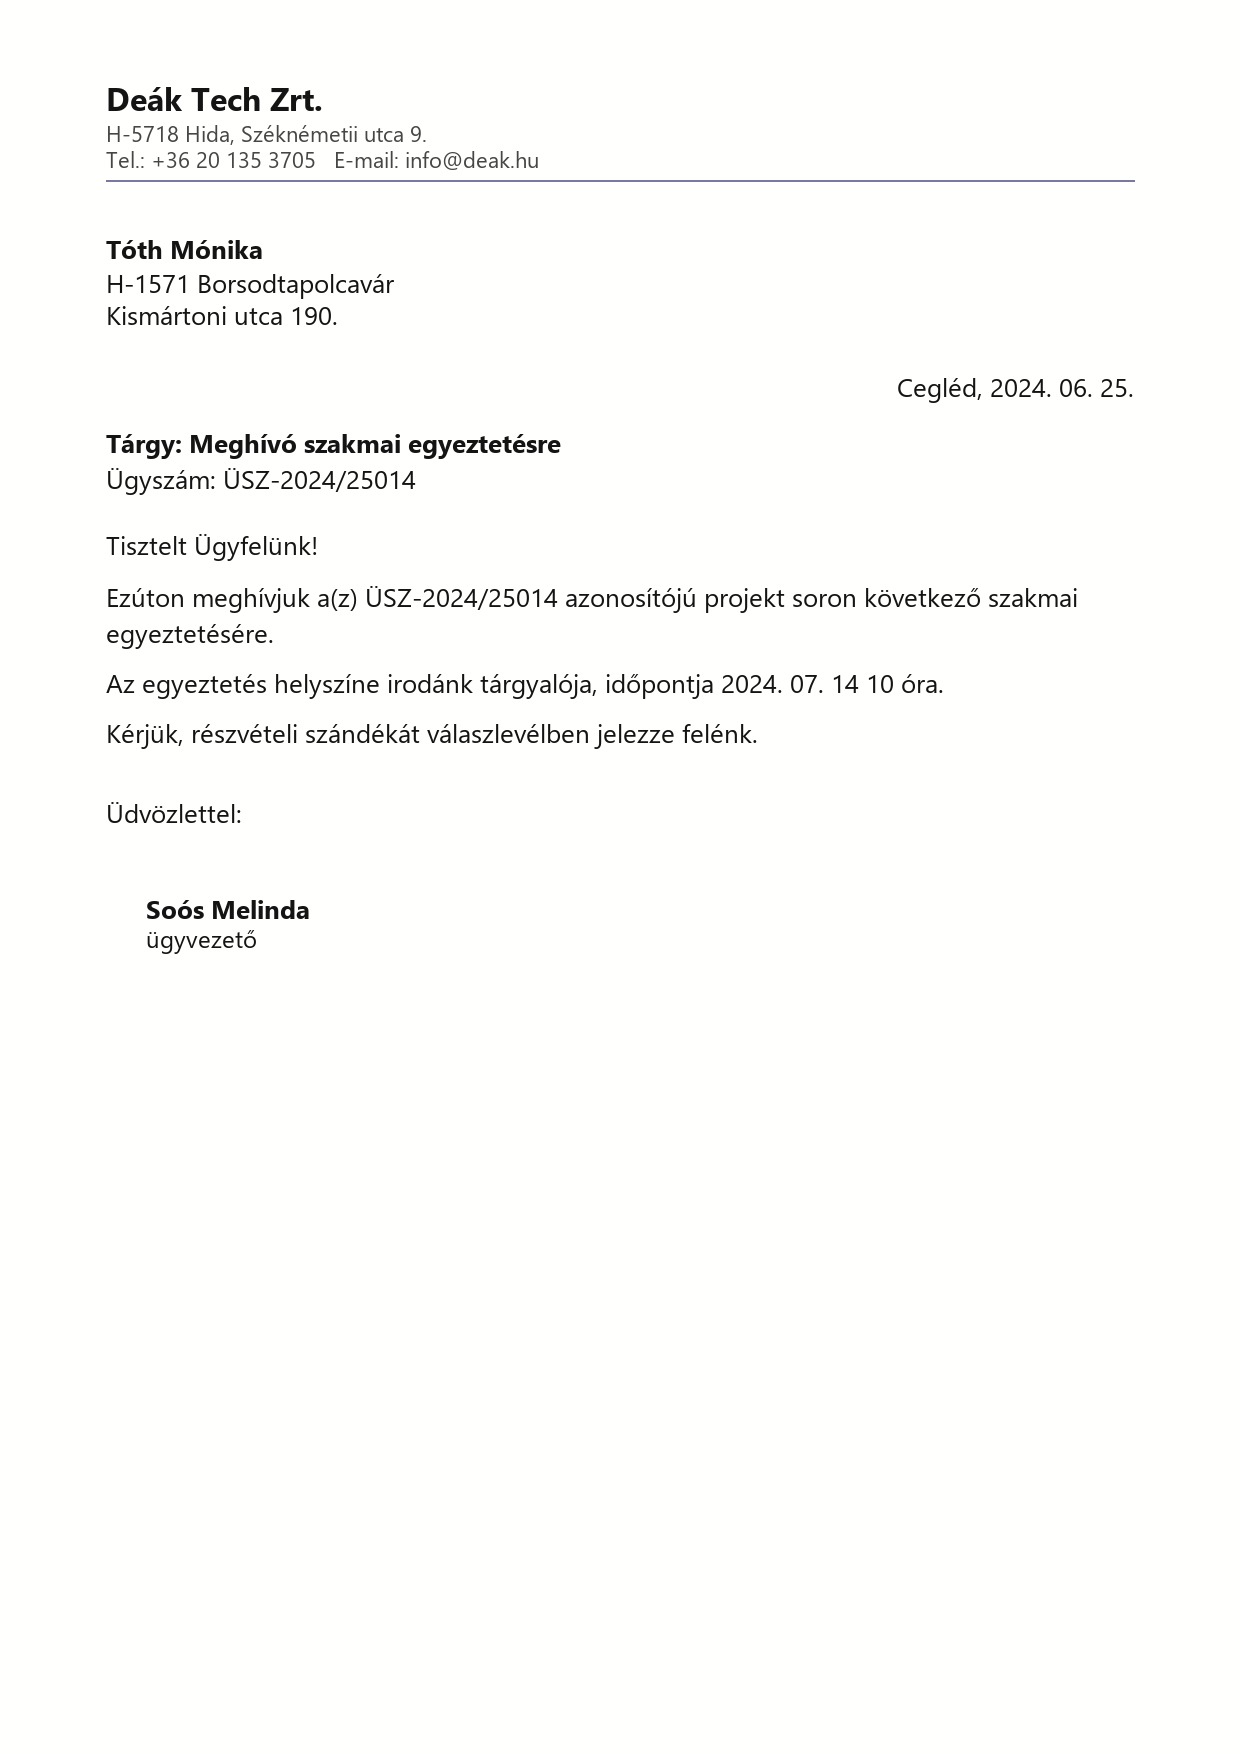 Deák Tech Zrt.
H-5718 Hida, Széknémetii utca 9.
Tel.: +36 20 135 3705 E-mail: info@deak.hu
Tóth Mónika
H-1571 Borsodtapolcavár
Kismártoni utca 190.
Cegléd, 2024. 06. 25.
Tárgy: Meghívó szakmai egyeztetésre
Ügyszám: ÜSZ-2024/25014
Tisztelt Ügyfelünk!
Ezúton meghívjuk a(z) ÜSZ-2024/25014 azonosítójú projekt soron következő szakmai
egyeztetésére.
Az egyeztetés helyszíne irodánk tárgyalója, időpontja 2024. 07. 14 10 óra.
Kérjük, részvételi szándékát válaszlevélben jelezze felénk.
Üdvözlettel:
Soós Melinda
ügyvezető